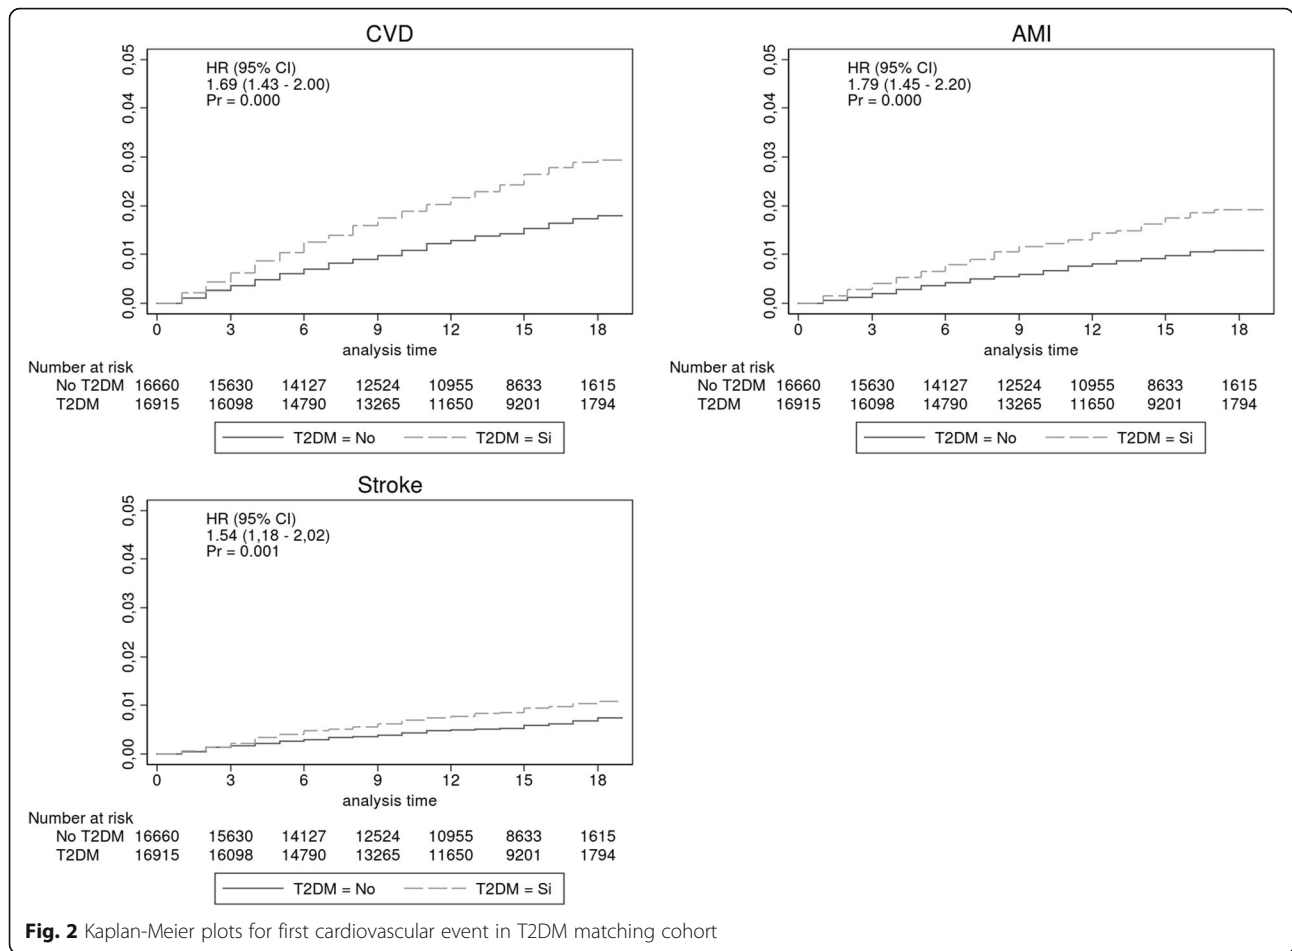 CVD
HR (95% CI)
1.69 (1.43 - 2.00)
Pr = 0.000
0,05
0,04
0,03
0,02
0,01
0,00
0 3 6 9 12 15 18
analysis time
Number at risk
No T2DM 16660 15630 14127 12524 10955 8633 1615
T2DM 16915 16098 14790 13265 11650 9201 1794
T2DM = No T2DM = Si
AMI
HR (95% CI)
1.79 (1.45 - 2.20)
Pr = 0.000
0,05
0,04
0,03
0,02
0,01
0,00
0 3 6 9 12 15 18
analysis time
Number at risk
No T2DM 16660 15630 14127 12524 10955 8633 1615
T2DM 16915 16098 14790 13265 11650 9201 1794
T2DM = No T2DM = Si
Stroke
HR (95% CI)
1.54 (1,18 - 2,02)
Pr = 0.001
0,05
0,04
0,03
0,02
0,01
0,00
0 3 6 9 12 15 18
analysis time
Number at risk
No T2DM 16660 15630 14127 12524 10955 8633 1615
T2DM 16915 16098 14790 13265 11650 9201 1794
T2DM = No T2DM = Si
Fig. 2 Kaplan-Meier plots for first cardiovascular event in T2DM matching cohort